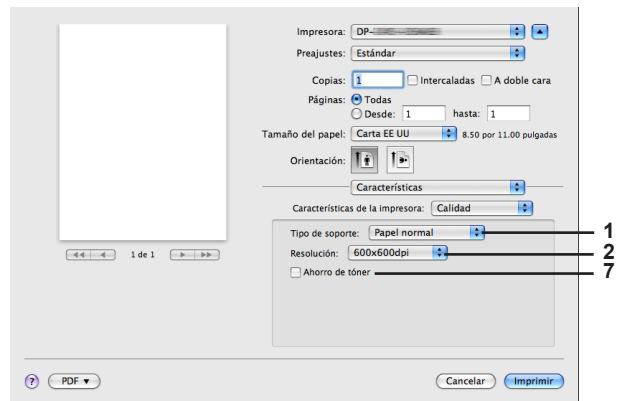 Impresora: DP-
Preajustes: Estándar
Copias: 1 Intercaladas A doble cara
Páginas: Todas
Desde: 1 hasta: 1
Tamaño del papel: Carta EE UU 8.50 por 11.00 pulgadas
Orientación:
Características
Características de la impresora: Calidad
Tipo de soporte: Papel normal 1
Resolución: 600x600dpi 2
Ahorro de tóner 7
1 de 1
? PDF ▼ Cancelar Imprimir